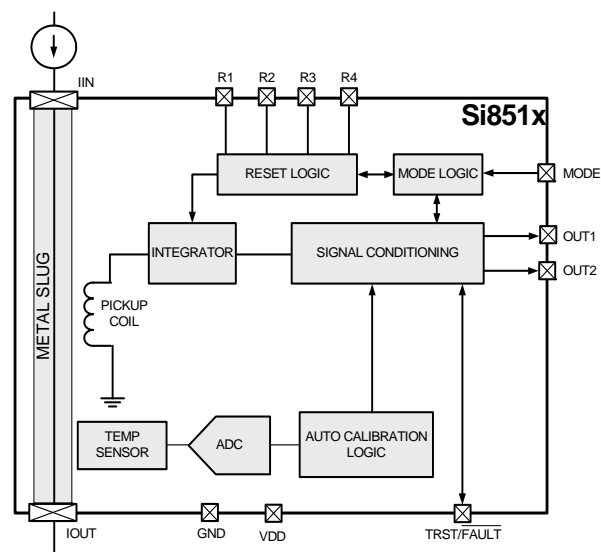 IIN
R1 R2 R3 R4
Si851x
RESET LOGIC
MODE LOGIC
MODE
INTEGRATOR
SIGNAL CONDITIONING
OUT1
OUT2
METAL SLUG
PICKUP
COIL
TEMP
SENSOR
ADC
AUTO CALIBRATION
LOGIC
IOUT
GND
VDD
TRST/FAULT